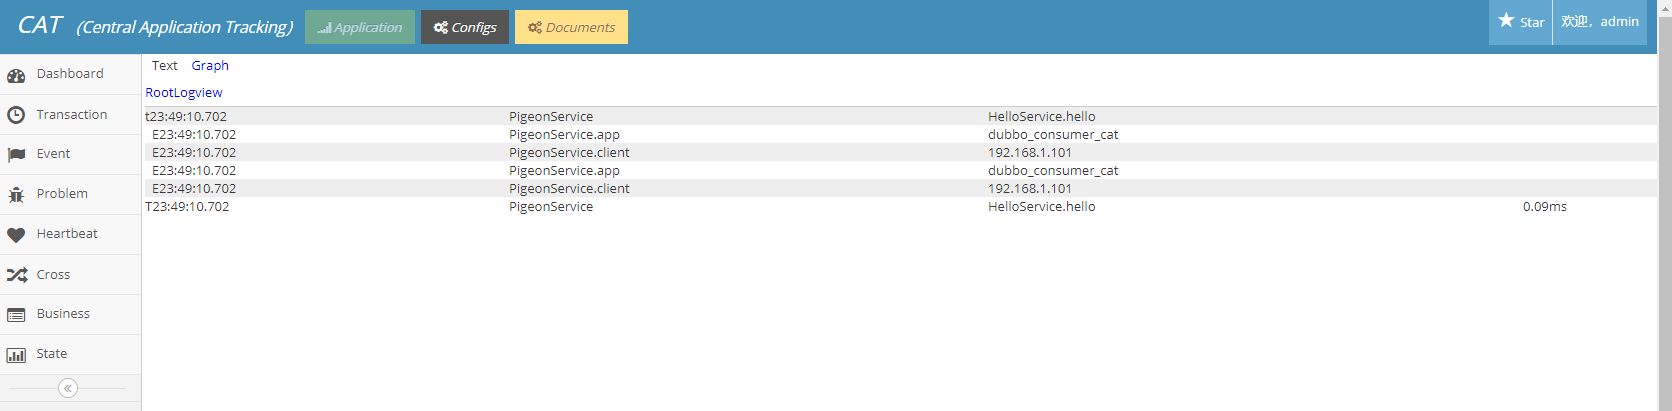 CAT (Central Application Tracking) Application Configs Documents Star 欢迎，admin
Dashboard
Transaction
Event
Problem
Heartbeat
Cross
Business
State
Text Graph
RootLogview
t23:49:10.702 PigeonService HelloService.hello
E23:49:10.702 PigeonService.app dubbo_consumer_cat
E23:49:10.702 PigeonService.client 192.168.1.101
E23:49:10.702 PigeonService.app dubbo_consumer_cat
E23:49:10.702 PigeonService.client 192.168.1.101
T23:49:10.702 PigeonService HelloService.hello 0.09ms